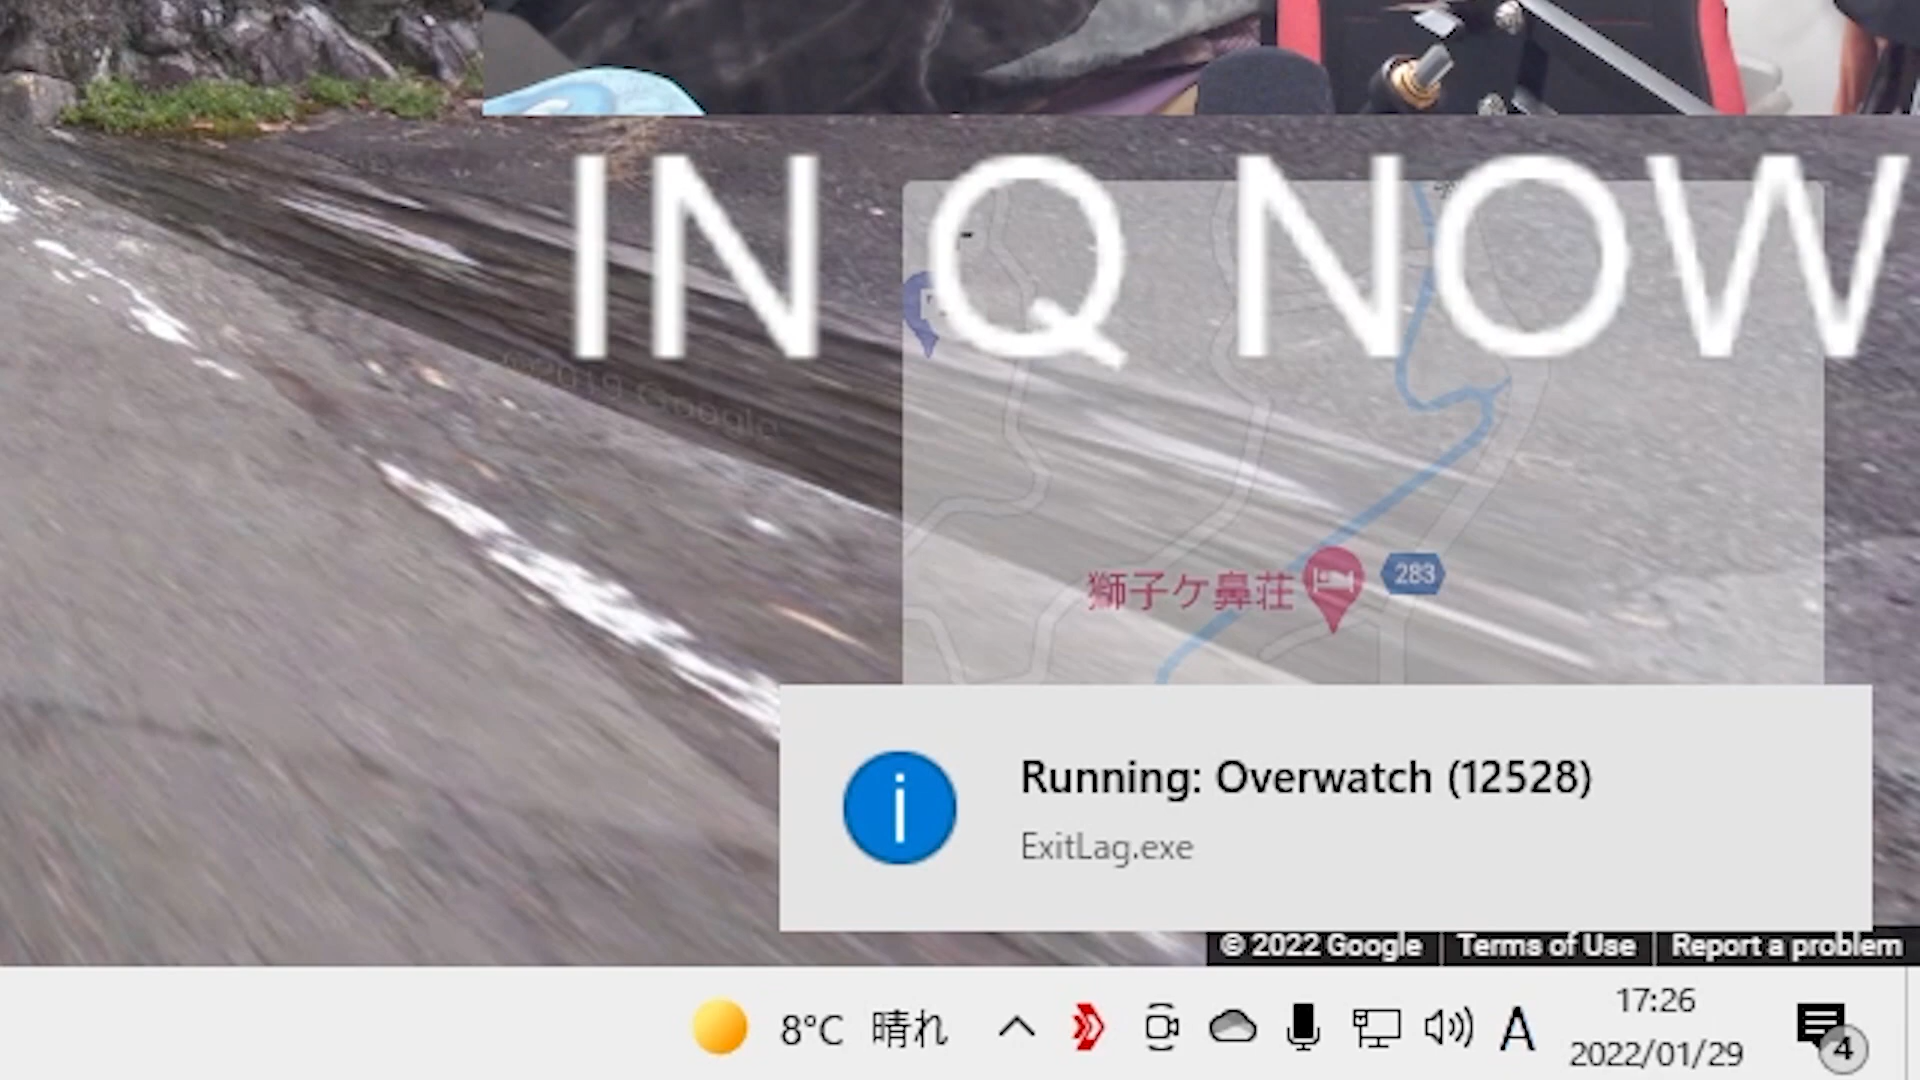 IN Q NOW
©2019 Google
獅子ケ鼻荘
283
Running: Overwatch (12528)
ExitLag.exe
© 2022 Google
Terms of Use
Report a problem
8°C 晴れ
A
17:26
2022/01/29
4